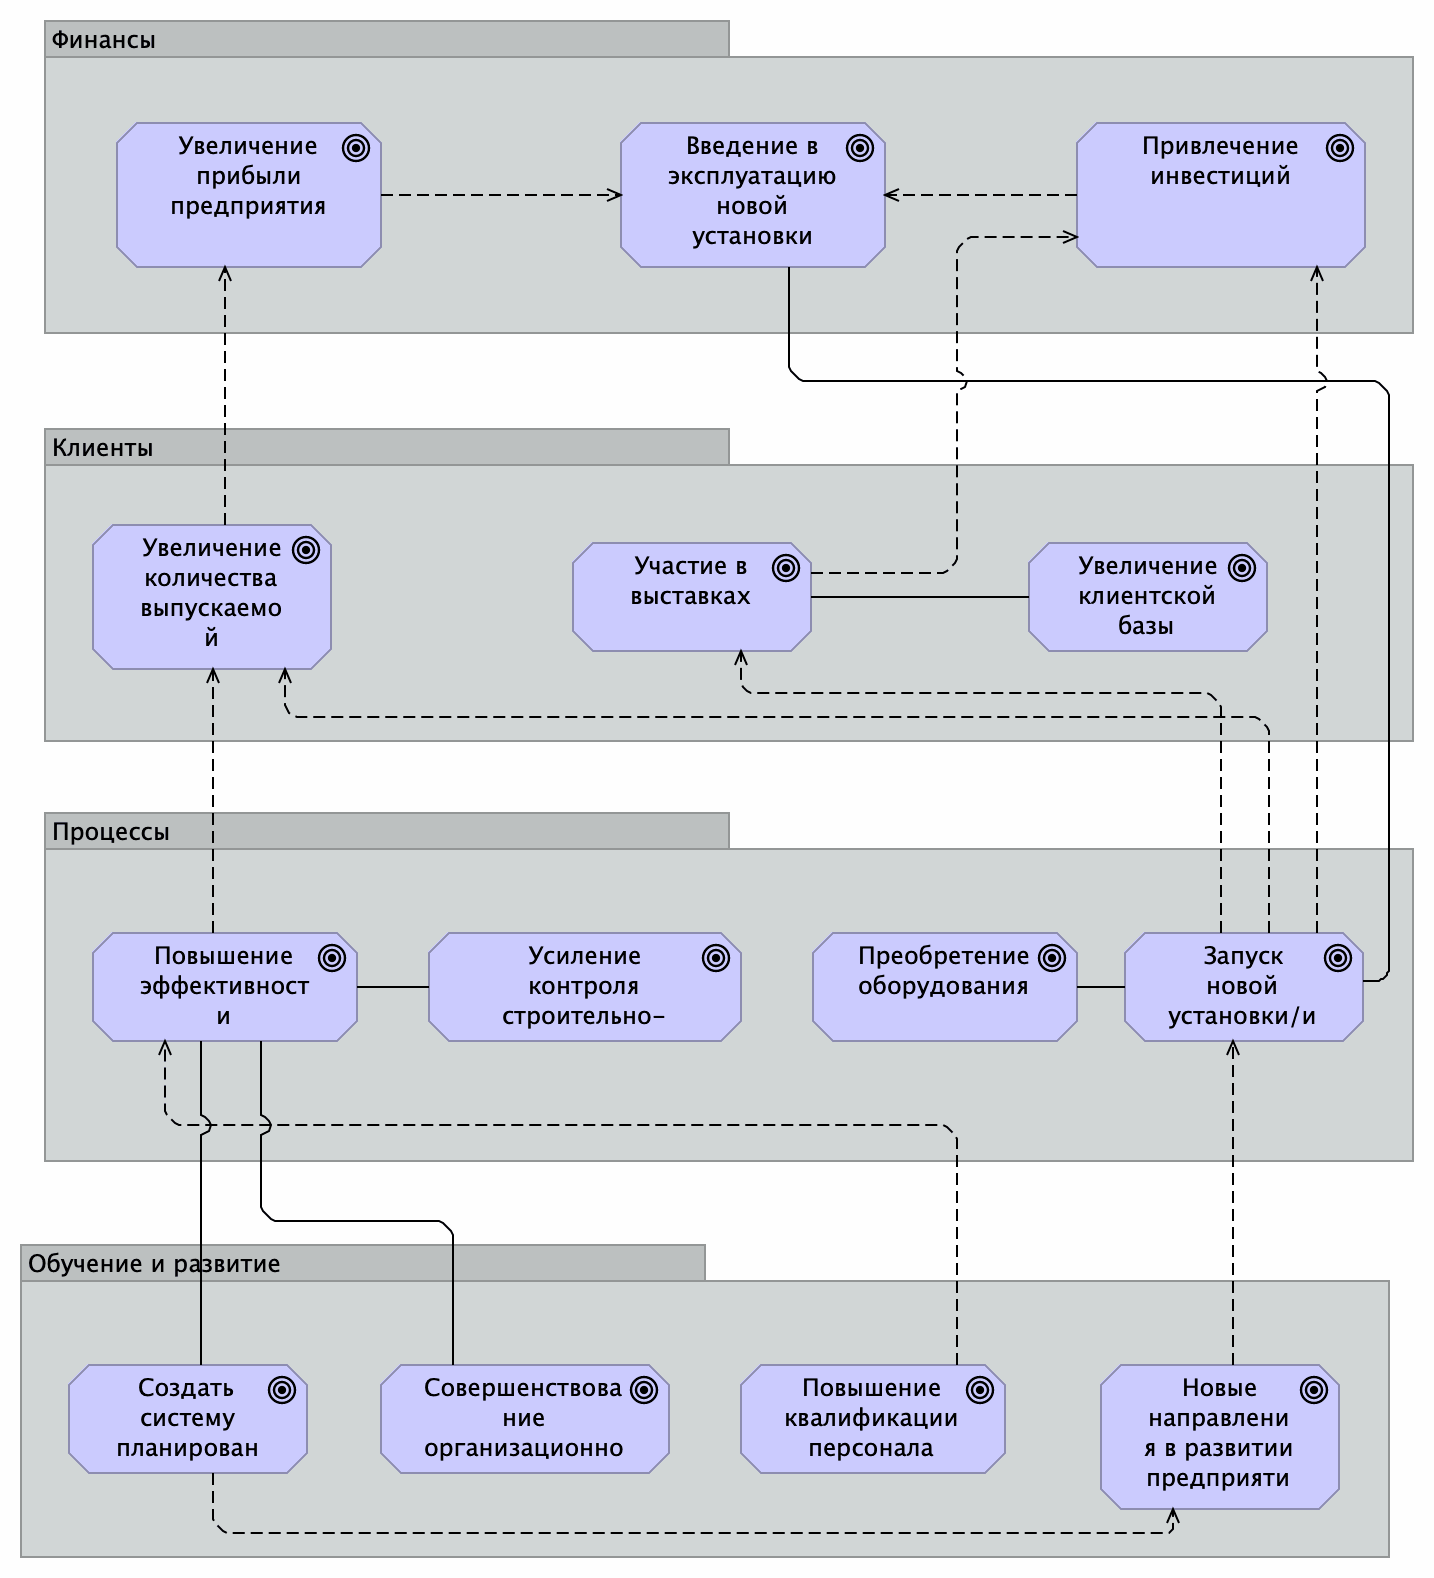 Финансы
Увеличение
прибыли
предприятия
Введение в
эксплуатацию
новой
установки
Привлечение
инвестиций
Клиенты
Увеличение
количества
выпускаемо
й
Участие в
выставках
Увеличение
клиентской
базы
Процессы
Повышение
эффективност
и
Усиление
контроля
строительно-
Преобретение
оборудования
Запуск
новой
установки/и
Обучение и развитие
Создать
систему
планирован
Совершенствова
ние
организационно
Повышение
квалификации
персонала
Новые
направлени
я в развитии
предприяти